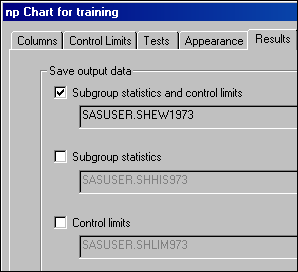 np Chart for training
Columns Control Limits Tests Appearance Results
Save output data
Subgroup statistics and control limits
SASUSER.SHEW1973
Subgroup statistics
SASUSER.SHHIS973
Control limits
SASUSER.SHLIM973